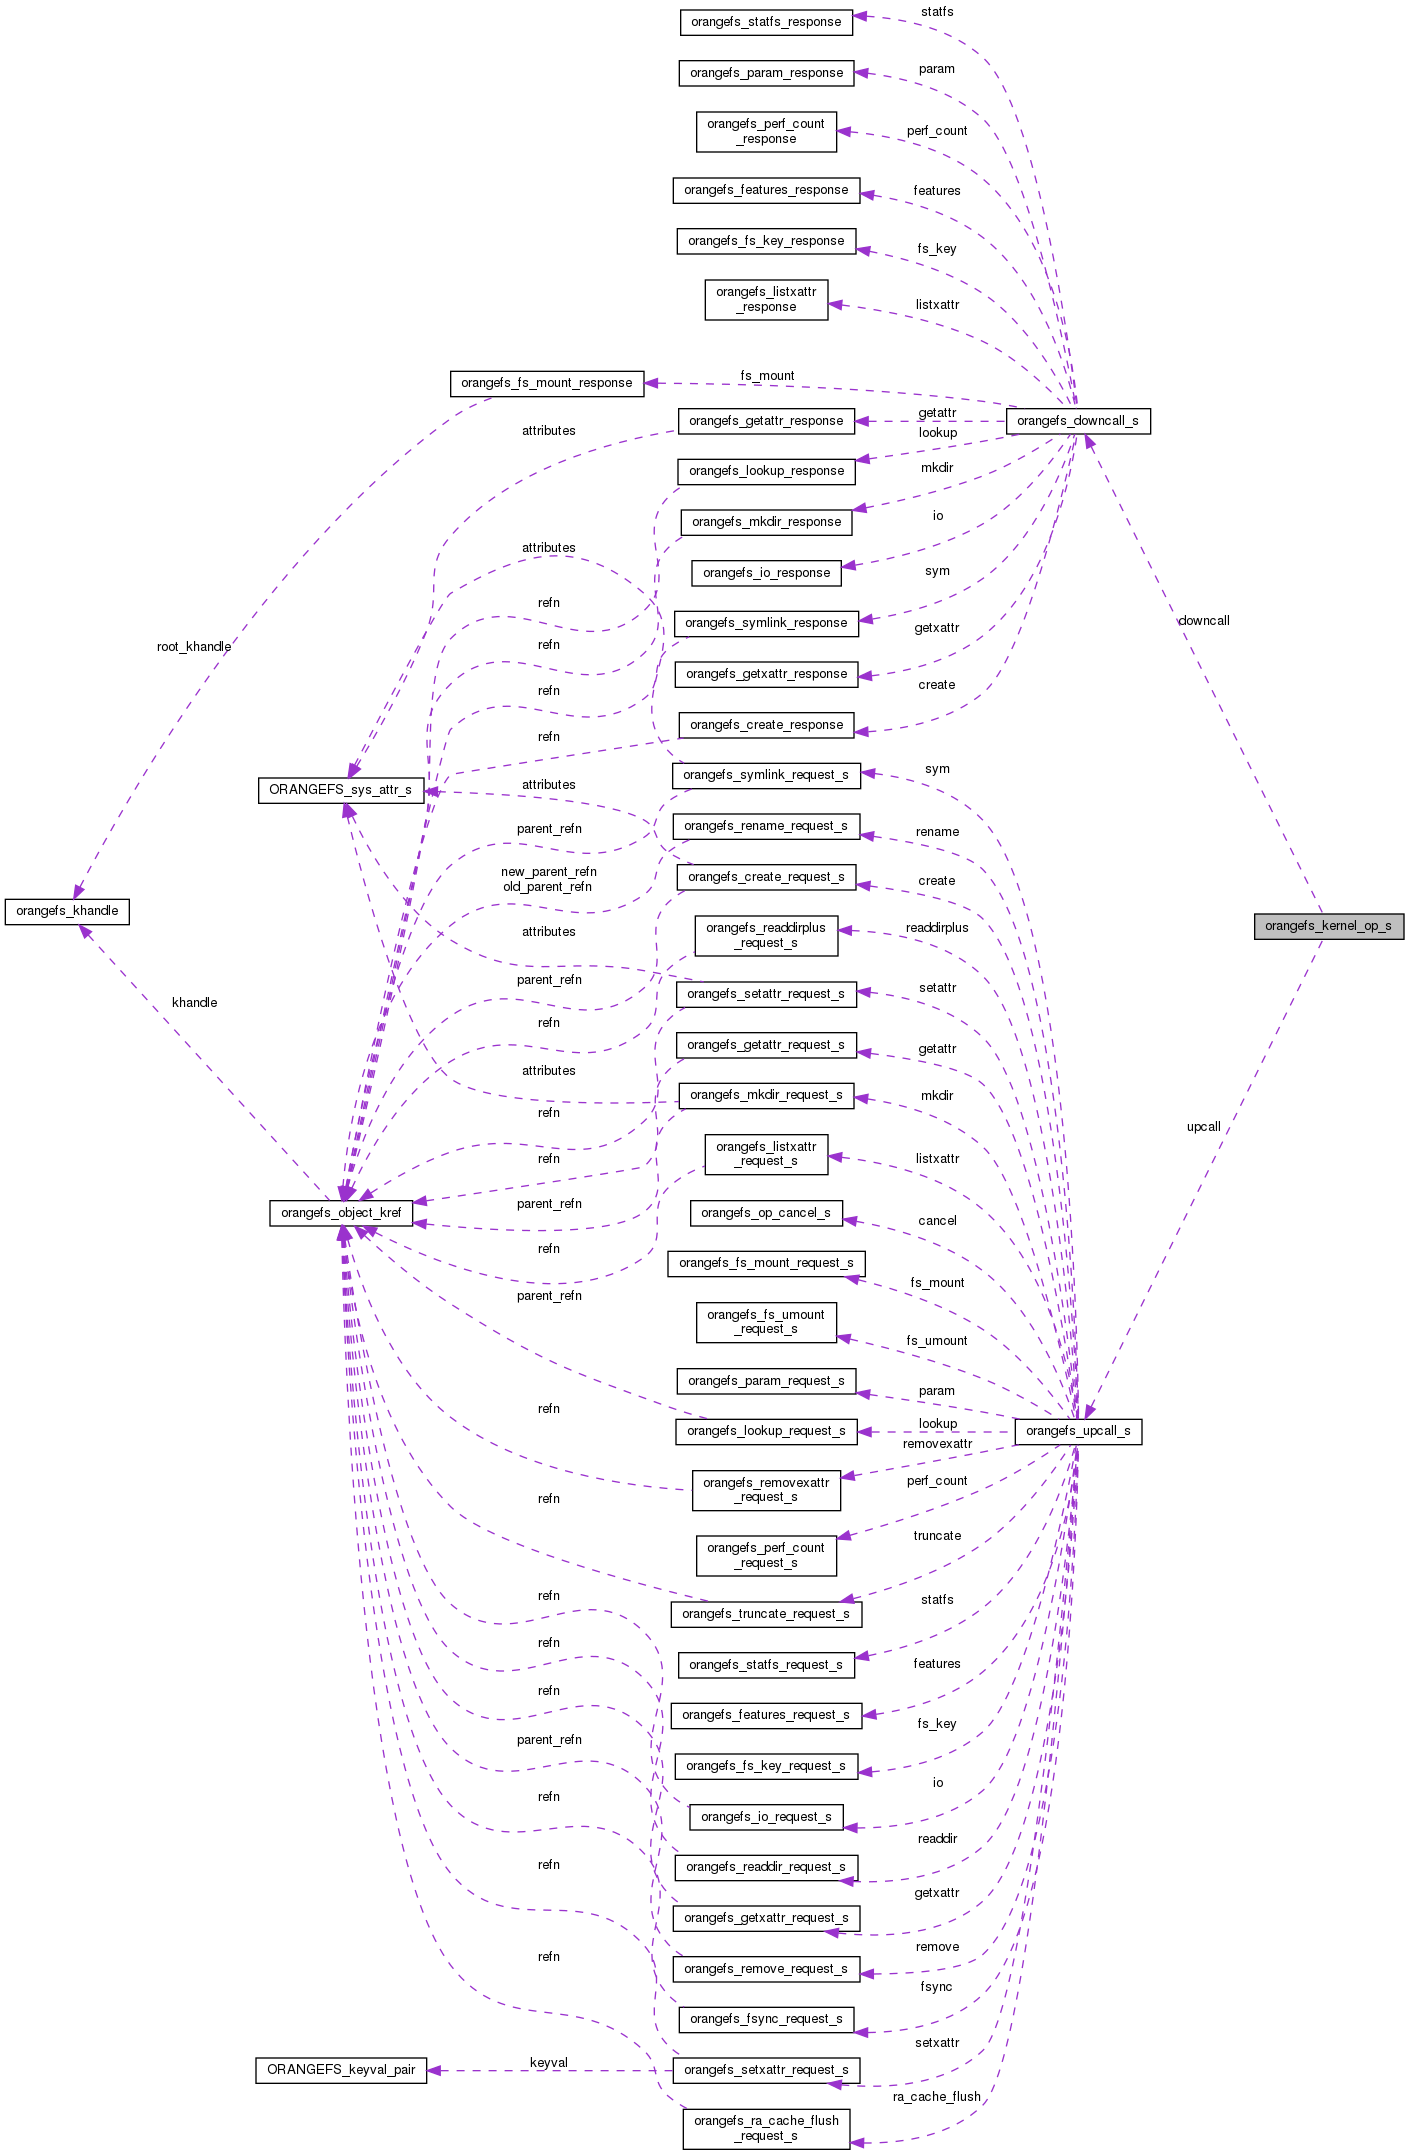 statfs
orangefs_statfs_response
param
orangefs_param_response
orangefs_perf_count
_response
perf_count
orangefs_features_response
features
orangefs_fs_key_response
fs_key
orangefs_listxattr
_response
listxattr
orangefs_fs_mount_response
fs_mount
orangefs_getattr_response
getattr
orangefs_downcall_s
attributes
lookup
orangefs_lookup_response
mkdir
orangefs_mkdir_response
io
attributes
orangefs_io_response
sym
refn
orangefs_symlink_response
downcall
getxattr
root_khandle
refn
orangefs_getxattr_response
create
refn
orangefs_create_response
refn
sym
orangefs_symlink_request_s
attributes
ORANGEFS_sys_attr_s
parent_refn
orangefs_rename_request_s
rename
new_parent_refn
old_parent_refn
orangefs_create_request_s
create
orangefs_khandle
orangefs_readdirplus
_request_s
readdirplus
orangefs_kernel_op_s
attributes
parent_refn
orangefs_setattr_request_s
setattr
khandle
refn
orangefs_getattr_request_s
getattr
attributes
orangefs_mkdir_request_s
mkdir
refn
upcall
orangefs_listxattr
_request_s
listxattr
refn
parent_refn
orangefs_object_kref
orangefs_op_cancel_s
cancel
refn
orangefs_fs_mount_request_s
fs_mount
parent_refn
orangefs_fs_umount
_request_s
fs_umount
orangefs_param_request_s
param
refn
orangefs_lookup_request_s
lookup
orangefs_upcall_s
removexattr
orangefs_removexattr
_request_s
perf_count
refn
orangefs_perf_count
_request_s
truncate
refn
orangefs_truncate_request_s
statfs
refn
orangefs_statfs_request_s
features
refn
orangefs_features_request_s
fs_key
parent_refn
orangefs_fs_key_request_s
io
refn
orangefs_io_request_s
readdir
refn
orangefs_readdir_request_s
getxattr
orangefs_getxattr_request_s
remove
refn
orangefs_remove_request_s
fsync
orangefs_fsync_request_s
setxattr
ORANGEFS_keyval_pair
keyval
orangefs_setxattr_request_s
ra_cache_flush
orangefs_ra_cache_flush
_request_s